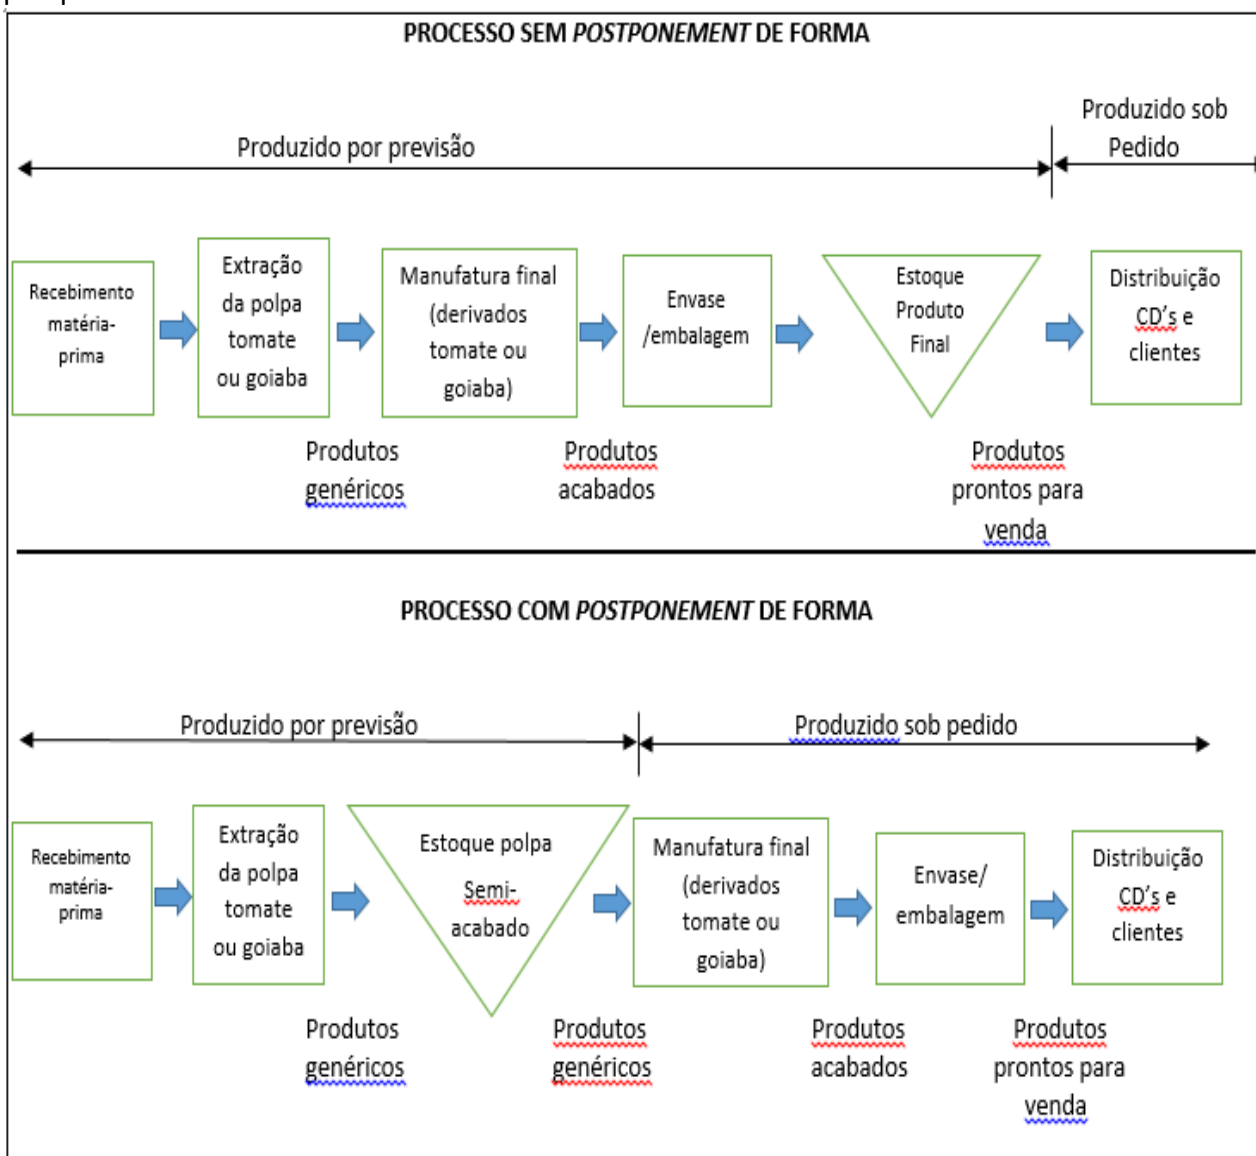 PROCESSO SEM POSTPONEMENT DE FORMA
Produzido por previsão
Produzido sob
Pedido
Recebimento
matéria-
prima
Extração
da polpa
tomate
ou goiaba
Manufatura final
(derivados
tomate ou
goiaba)
Envase
/embalagem
Estoque
Produto
Final
Distribuição
CD's e
clientes
Produtos
genéricos
Produtos
acabados
Produtos
prontos para
venda
PROCESSO COM POSTPONEMENT DE FORMA
Produzido por previsão
Produzido sob pedido
Recebimento
matéria-
prima
Extração
da polpa
tomate
ou goiaba
Estoque polpa
Semi-
acabado
Manufatura final
(derivados
tomate ou
goiaba)
Envase/
embalagem
Distribuição
CD's e
clientes
Produtos
genéricos
Produtos
genéricos
Produtos
acabados
Produtos
prontos para
venda